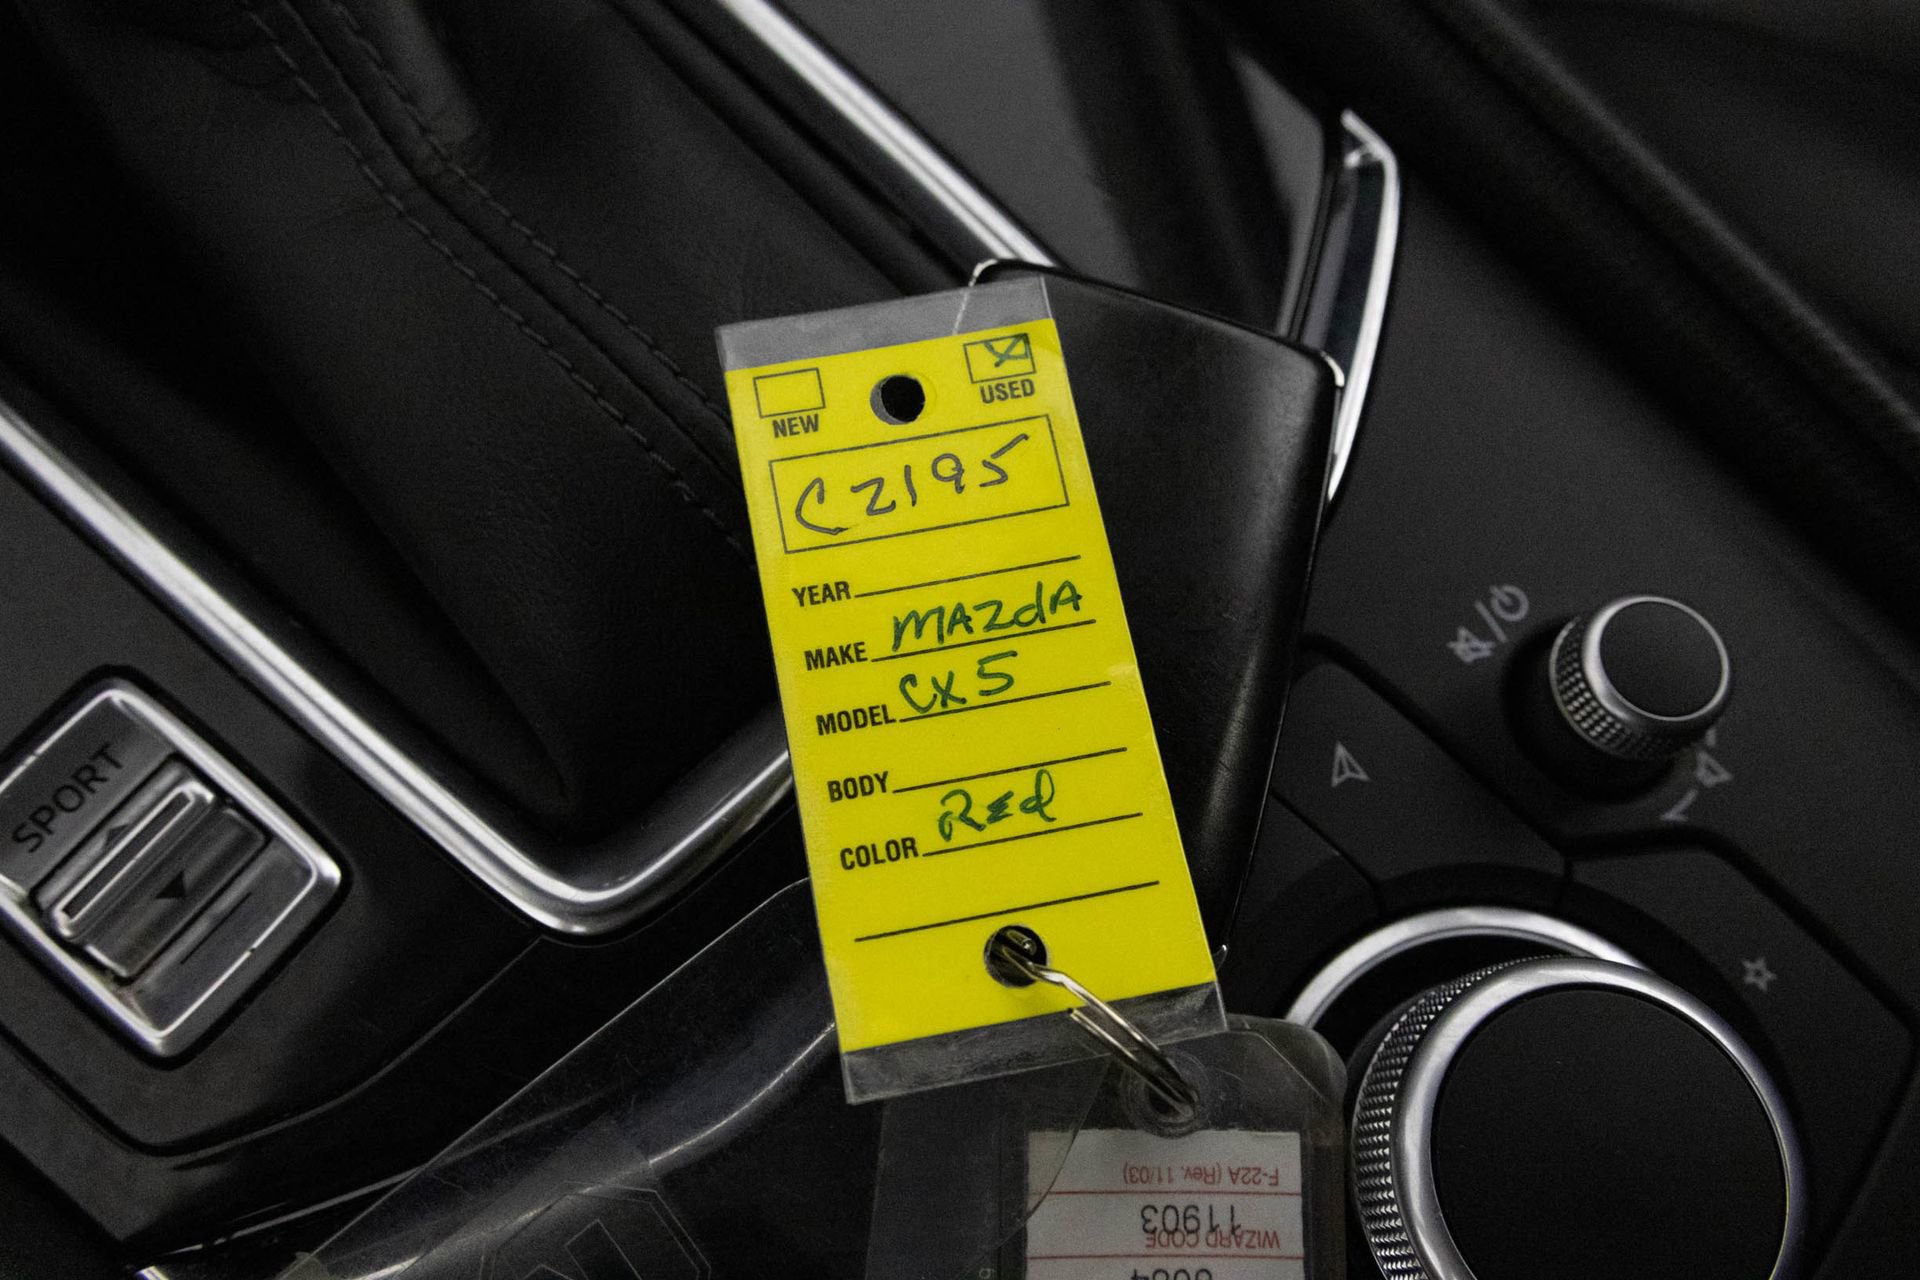 NEW
USED
C2195
YEAR
MAKE MAZdA
MODEL CX5
BODY
COLOR REd
SPORT
F-22A (Rev. 11/03)
11903
WIZARD CODE